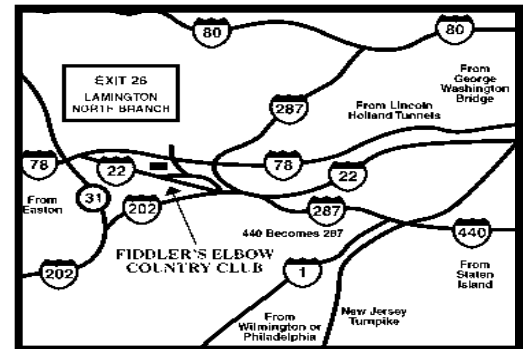 80
80
EXIT 26
LAMINGTON
NORTH BRANCH
From
George
Washington
Bridge
287
From Lincoln
Holland Tunnels
78
22
78
22
From
Easton
31
202
287
440 Becomes 287
440
FIDDLER'S ELBOW
COUNTRY CLUB
202
1
From
Staten
Island
From
Wilmington or
Philadelphia
New Jersey
Turnpike